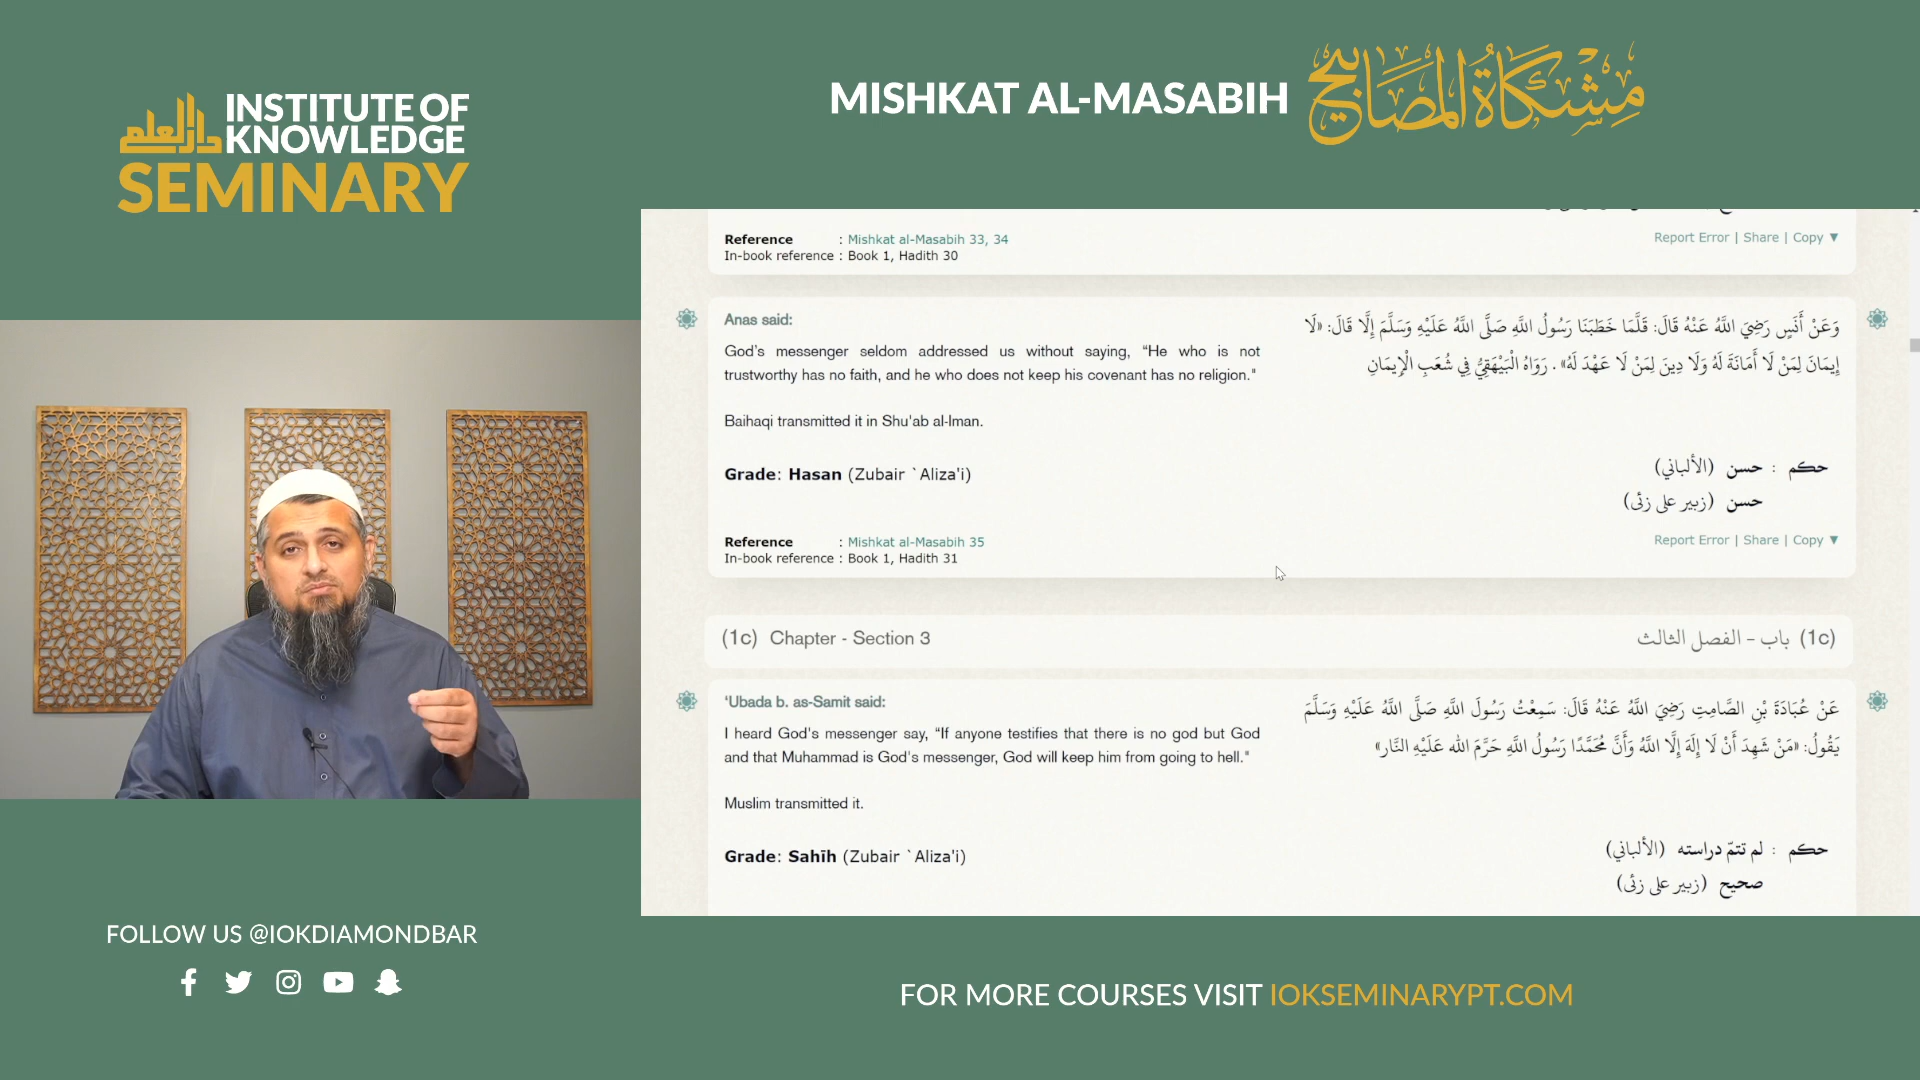 دار العلم
INSTITUTE OF
KNOWLEDGE
SEMINARY
MISHKAT AL-MASABIH
مِشْكَاةُ المَصَابِيْحِ
Reference : Mishkat al-Masabih 33, 34
Report Error | Share | Copy ▼
In-book reference : Book 1, Hadith 30
Anas said:
God's messenger seldom addressed us without saying, “He who is not
trustworthy has no faith, and he who does not keep his covenant has no religion."
Baihaqi transmitted it in Shu'ab al-Iman.
وَعَنْ أَنَسٍ رَضِيَ اللَّهُ عَنْهُ قَالَ: قَلَّمَا خَطَبَنَا رَسُولُ اللَّهِ صَلَّى اللَّهُ عَلَيْهِ وَسَلَّمَ إِلَّا قَالَ: «لَا
إِيمَانَ لِمَنْ لَا أَمَانَةَ لَهُ وَلَا دِينَ لِمَنْ لَا عَهْدَ لَهُ» . رَوَاهُ الْبَيْهَقِيُّ فِي شُعَبِ الْإِيمَانِ
Grade: Hasan (Zubair `Aliza'i)
حكم : حسن (الألباني)
حسن (زبير على زئى)
Reference : Mishkat al-Masabih 35
Report Error | Share | Copy ▼
In-book reference : Book 1, Hadith 31
(1c) Chapter - Section 3
(1c) باب - الفصل الثالث
‘Ubada b. as-Samit said:
I heard God's messenger say, “If anyone testifies that there is no god but God
and that Muhammad is God's messenger, God will keep him from going to hell."
Muslim transmitted it.
عَنْ عُبَادَةَ بْنِ الصَّامِتِ رَضِيَ اللَّهُ عَنْهُ قَالَ: سَمِعْتُ رَسُولَ اللَّهِ صَلَّى اللَّهُ عَلَيْهِ وَسَلَّمَ
يَقُولُ: «مَنْ شَهِدَ أَنْ لَا إِلَهَ إِلَّا اللَّهُ وَأَنَّ مُحَمَّدًا رَسُولُ اللَّهِ حَرَّمَ الله عَلَيْهِ النَّار»
Grade: Sahīh (Zubair `Aliza'i)
حكم : لم تتمّ دراسته (الألباني)
صحيح (زبير على زئى)
FOLLOW US @IOKDIAMONDBAR
FOR MORE COURSES VISIT IOKSEMINARYPT.COM